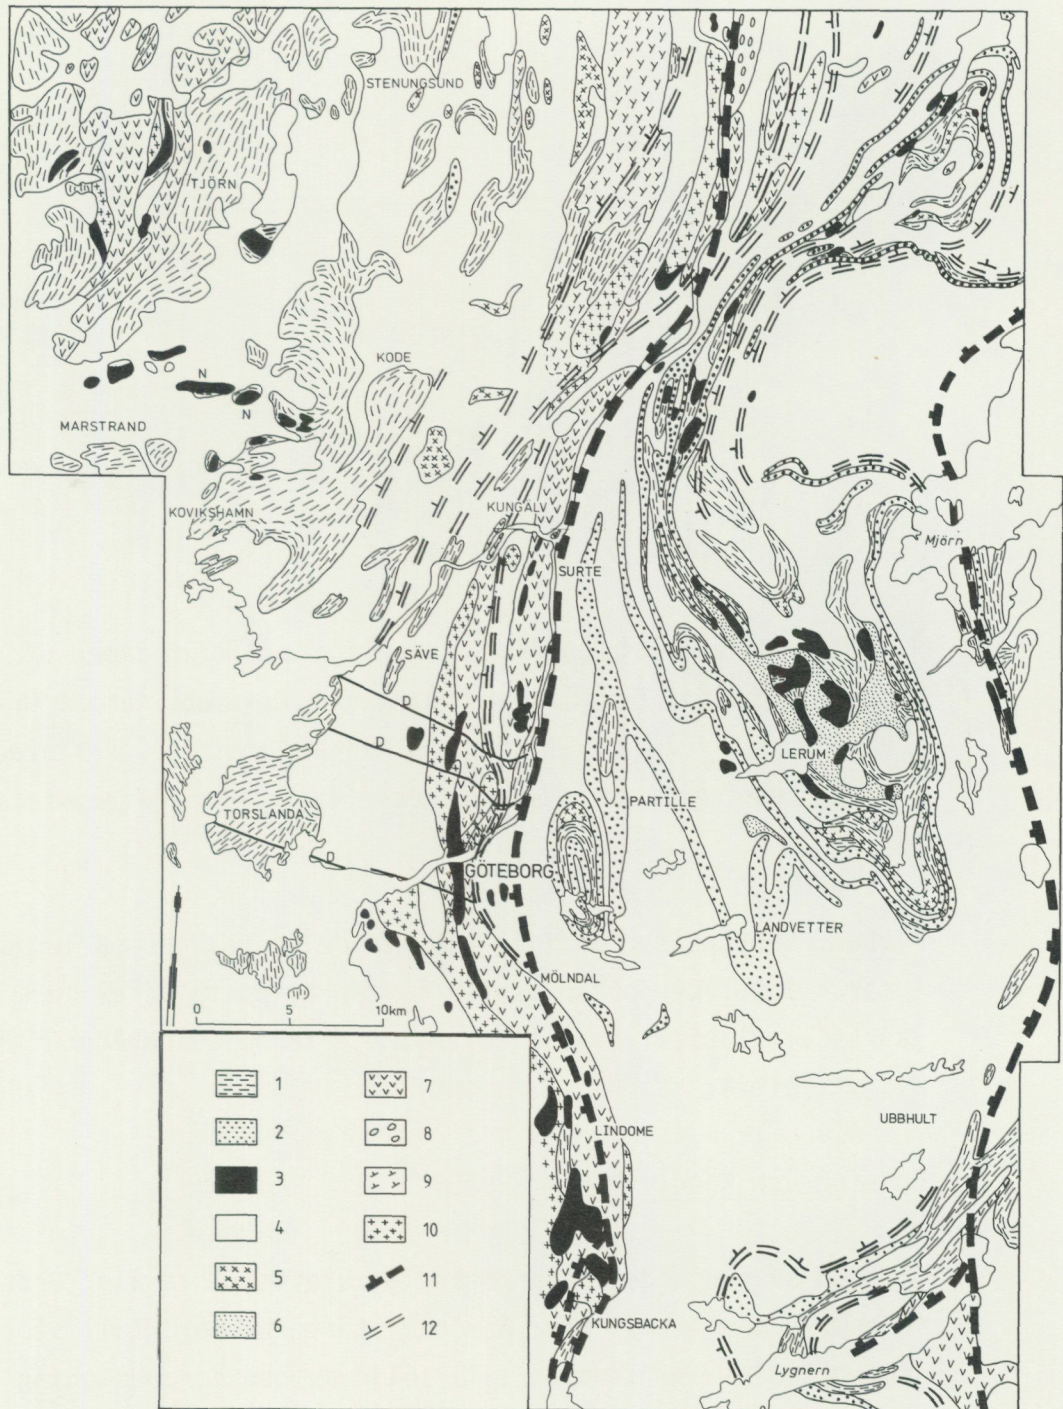 STENUNGSUND
TJÖRN
KODE
N
N
MARSTRAND
KOVIKSHAMN
KUNGÄLV
Mjörn
SURTE
SÄVE
D
D
LERUM
PARTILLE
TORSLANDA
D
GÖTEBORG
LANDVETTER
MÖLNDAL
0 5 10km
UBBHULT
LINDOME
KUNGSBACKA
Lygnern
1 7
2 8
3 9
4 10
5 11
6 12